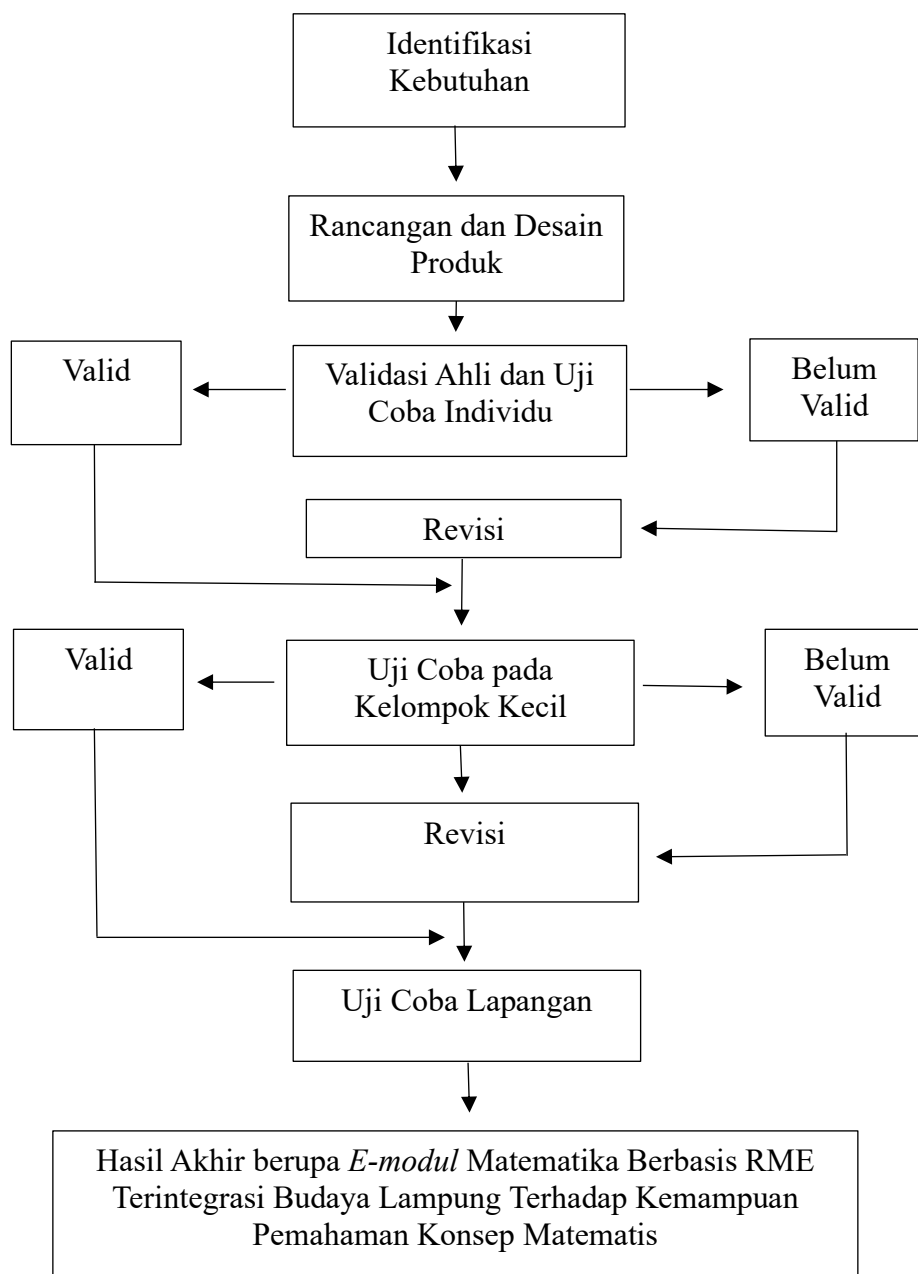 Identifikasi
Kebutuhan
Rancangan dan Desain
Produk
Valid
Validasi Ahli dan Uji
Coba Individu
Belum
Valid
Revisi
Valid
Uji Coba pada
Kelompok Kecil
Belum
Valid
Revisi
Uji Coba Lapangan
Hasil Akhir berupa E-modul Matematika Berbasis RME
Terintegrasi Budaya Lampung Terhadap Kemampuan
Pemahaman Konsep Matematis